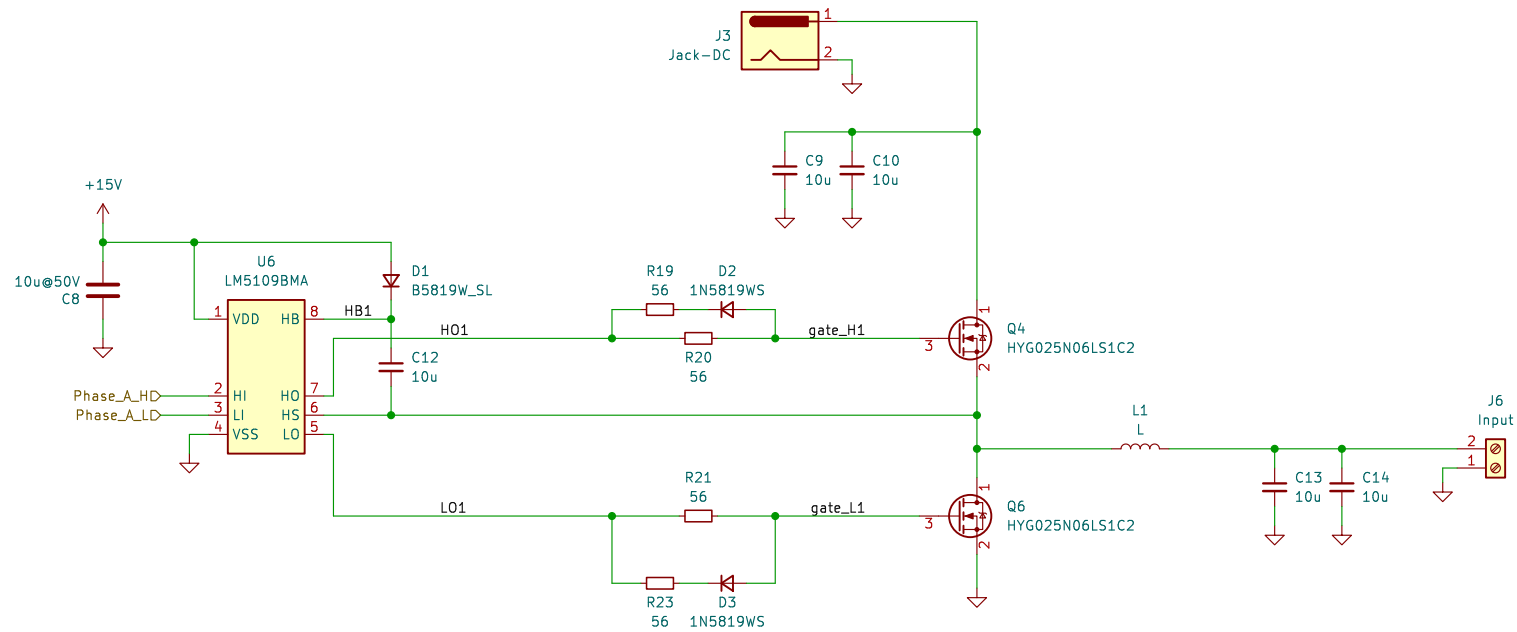 J3
Jack-DC
1
2
C9
10u
C10
10u
+15V
10u@50V
C8
U6
LM5109BMA
1
VDD
2
HI
3
LI
4
VSS
HB
8
HO
7
HS
6
LO
5
Phase_A_H
Phase_A_L
HB1
D1
B5819W_SL
C12
10u
HO1
R19
56
D2
1N5819WS
R20
56
gate_H1
1
3
2
Q4
HYG025N06LS1C2
LO1
R21
56
R23
56
D3
1N5819WS
gate_L1
1
3
2
Q6
HYG025N06LS1C2
L1
L
C13
10u
C14
10u
J6
Input
2
1